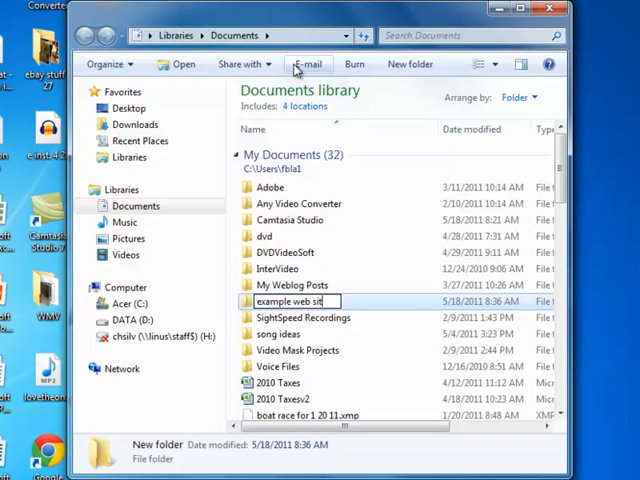 Converter
ebay stuff
27
e inst. 4 2
Camtasia
Studio 7
WMV
MP3
ilovetheon
Google
Libraries Documents
Search Documents
Organize Open Share with E-mail Burn New folder
Documents library
Includes: 4 locations
Arrange by: Folder
Name Date modified Type
Favorites
Desktop
Downloads
Recent Places
Libraries
Libraries
Documents
Music
Pictures
Videos
Computer
Acer (C:)
DATA (D:)
chsilv (\\linus\staff$) (H:)
Network
My Documents (32)
C:\Users\fbla1
Adobe 3/11/2011 10:14 AM File f
Any Video Converter 2/10/2011 10:14 AM File f
Camtasia Studio 5/18/2011 8:21 AM File f
dvd 4/28/2011 7:31 AM File f
DVDVideoSoft 4/29/2011 9:11 AM File f
InterVideo 12/24/2010 9:06 AM File f
My Weblog Posts 3/27/2011 10:26 AM File f
example web sit 5/18/2011 8:36 AM File f
SightSpeed Recordings 2/9/2011 1:43 PM File f
song ideas 5/4/2011 3:23 PM File f
Video Mask Projects 2/9/2011 2:44 PM File f
Voice Files 12/16/2010 8:51 AM File f
2010 Taxes 4/12/2011 11:12 AM Micr
2010 Taxesv2 4/12/2011 10:55 AM Micr
boat race for 1 20 11.xmp 1/20/2011 8:48 AM XMP
New folder Date modified: 5/18/2011 8:36 AM
File folder